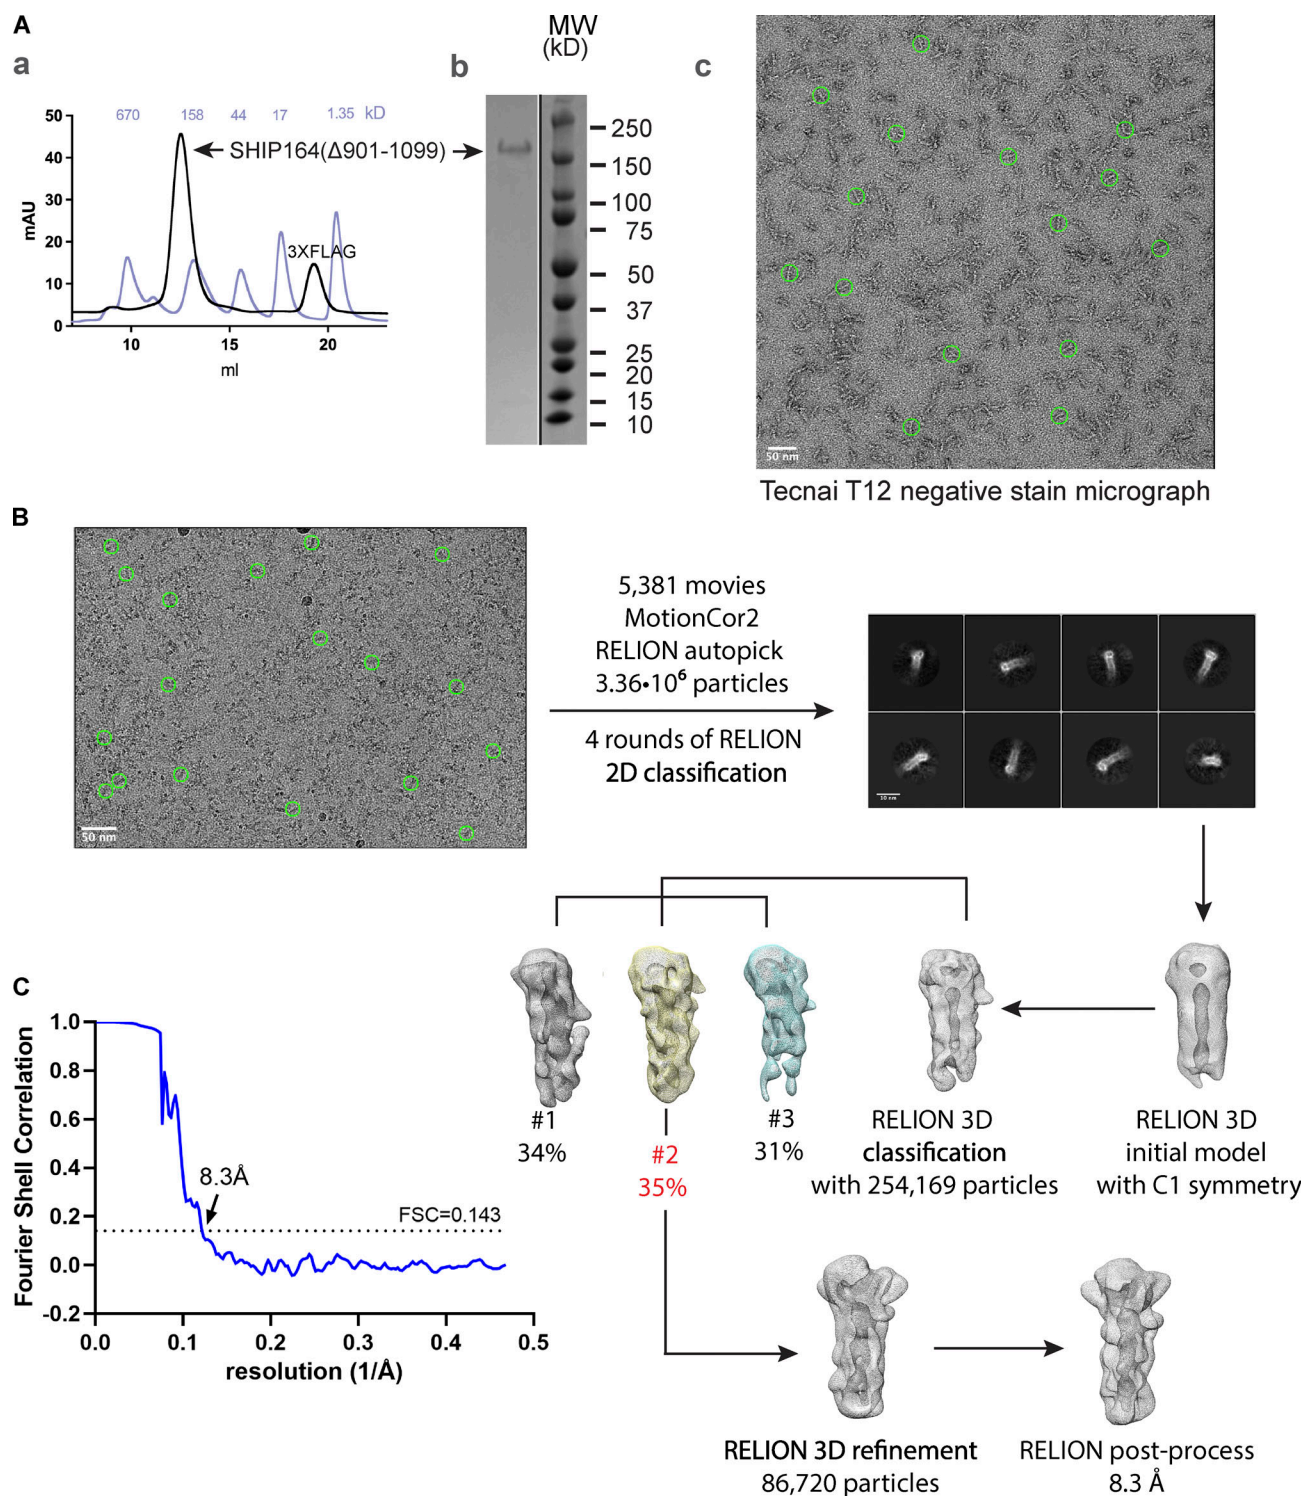 A
a
670 158 44 17 1.35 kD
50
40
30
20
10
0
mAU
10 15 20
ml
SHIP164(Δ901-1099)
3XFLAG
b
MW
(kD)
250
150
100
75
50
37
25
20
15
10
c
50 nm
Tecnai T12 negative stain micrograph
B
50 nm
5,381 movies
MotionCor2
RELION autopick
3.36•10⁶ particles
4 rounds of RELION
2D classification
10 nm
#1
34%
#2
35%
#3
31%
RELION 3D
classification
with 254,169 particles
RELION 3D
initial model
with C1 symmetry
RELION 3D refinement
86,720 particles
RELION post-process
8.3 Å
C
1.0
0.8
0.6
0.4
0.2
0.0
-0.2
Fourier Shell Correlation
8.3Å
FSC=0.143
0.0 0.1 0.2 0.3 0.4 0.5
resolution (1/Å)